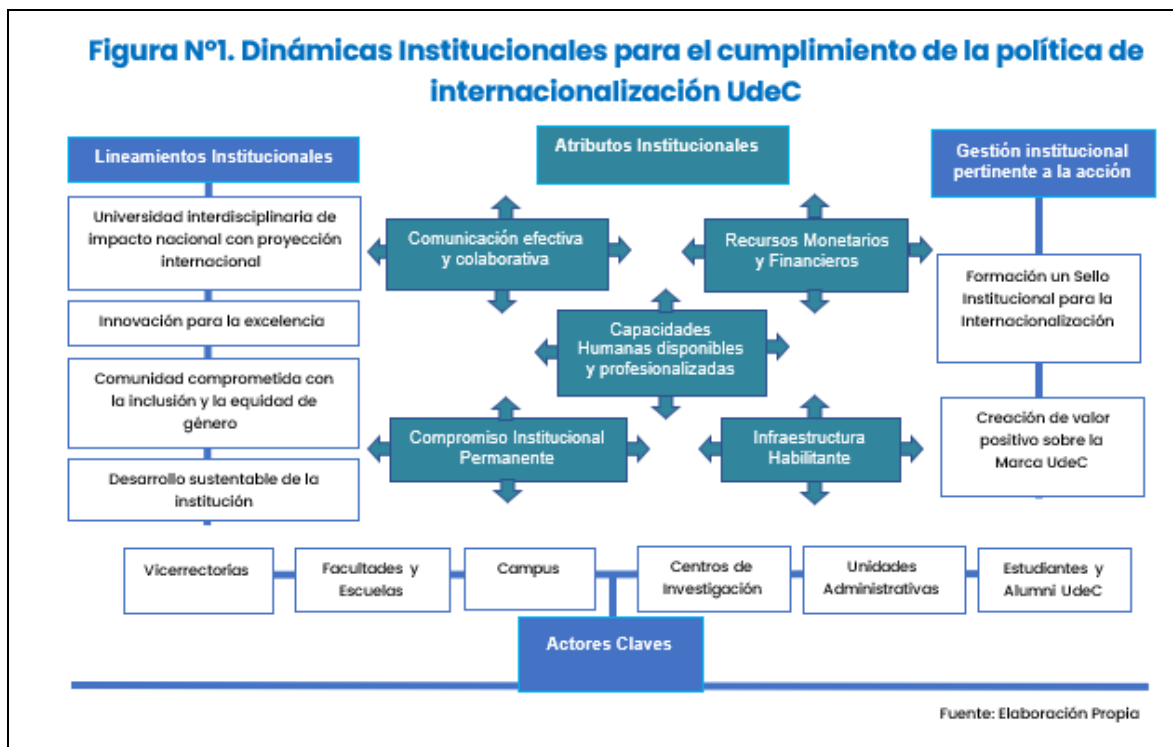 Figura N°1. Dinámicas Institucionales para el cumplimiento de la política de
internacionalización UdeC
Lineamientos Institucionales
Universidad interdisciplinaria de
impacto nacional con proyección
internacional
Innovación para la excelencia
Comunidad comprometida con
la inclusión y la equidad de
género
Desarrollo sustentable de la
institución
Atributos Institucionales
Comunicación efectiva
y colaborativa
Recursos Monetarios
y Financieros
Capacidades
Humanas disponibles
y profesionalizadas
Compromiso Institucional
Permanente
Infraestructura
Habilitante
Gestión institucional
pertinente a la acción
Formación un Sello
Institucional para la
Internacionalización
Creación de valor
positivo sobre la
Marca UdeC
Vicerrectorías
Facultades y
Escuelas
Campus
Centros de
Investigación
Unidades
Administrativas
Estudiantes y
Alumni UdeC
Actores Claves
Fuente: Elaboración Propia